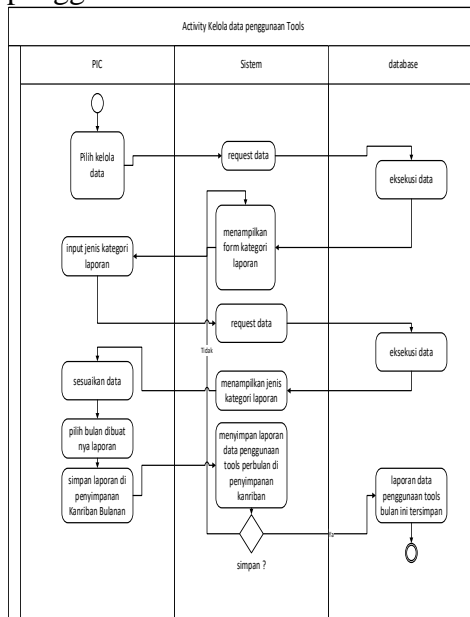 Activity Kelola data penggunaan Tools
PIC
Sistem
database
Pilih kelola
data
request data
eksekusi data
menampilkan
form kategori
laporan
input jenis kategori
laporan
request data
Tidak
eksekusi data
sesuaikan data
menampilkan jenis
kategori laporan
pilih bulan dibuat
nya laporan
menyimpan laporan
data penggunaan
tools perbulan di
penyimpanan
kanriban
simpan laporan di
penyimpanan
Kanriban Bulanan
laporan data
penggunaan tools
bulan ini tersimpan
Ya
simpan ?